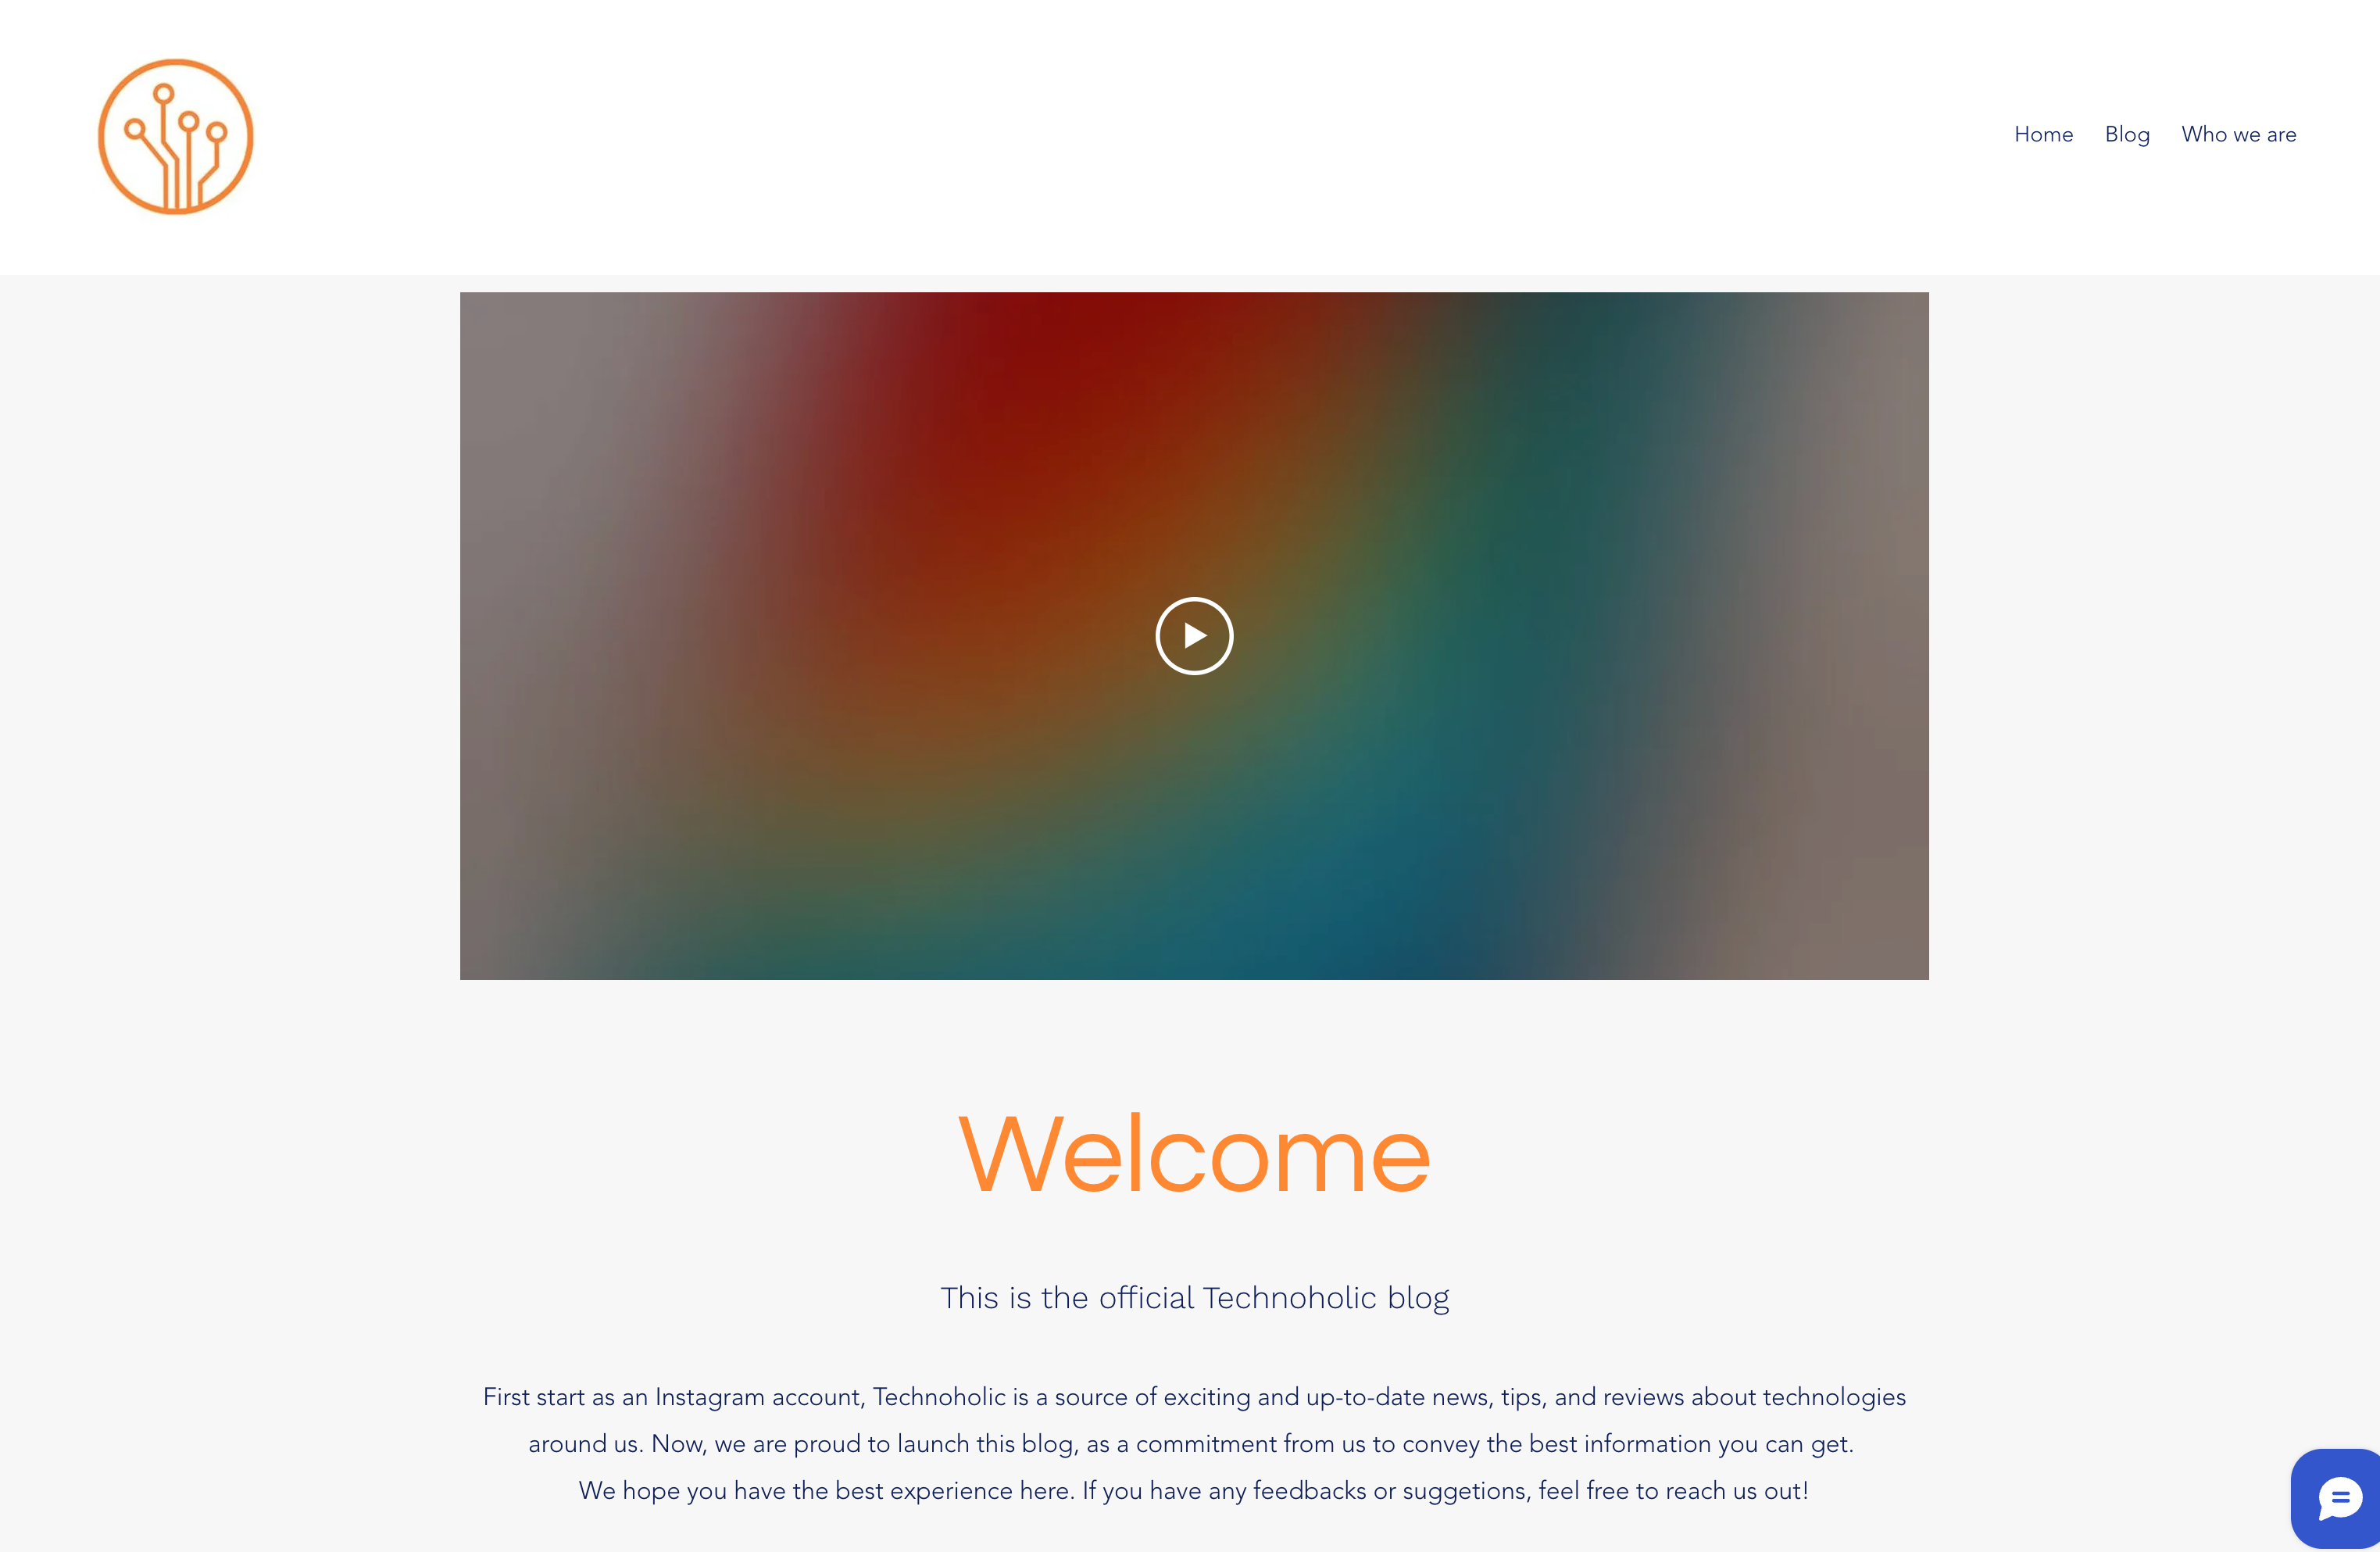 Home Blog Who we are
Welcome
This is the official Technoholic blog
First start as an Instagram account, Technoholic is a source of exciting and up-to-date news, tips, and reviews about technologies
around us. Now, we are proud to launch this blog, as a commitment from us to convey the best information you can get.
We hope you have the best experience here. If you have any feedbacks or suggetions, feel free to reach us out!